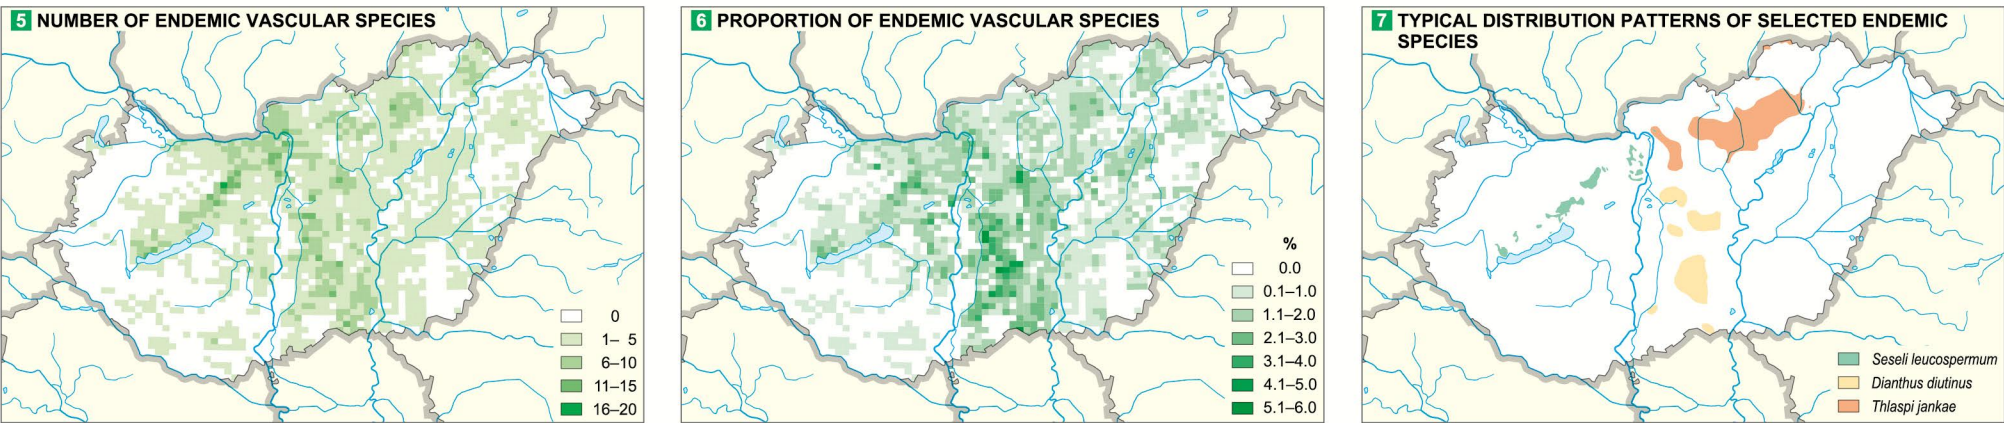 5 NUMBER OF ENDEMIC VASCULAR SPECIES
0
1– 5
6–10
11–15
16–20
6 PROPORTION OF ENDEMIC VASCULAR SPECIES
%
0.0
0.1–1.0
1.1–2.0
2.1–3.0
3.1–4.0
4.1–5.0
5.1–6.0
7 TYPICAL DISTRIBUTION PATTERNS OF SELECTED ENDEMIC
SPECIES
Seseli leucospermum
Dianthus diutinus
Thlaspi jankae